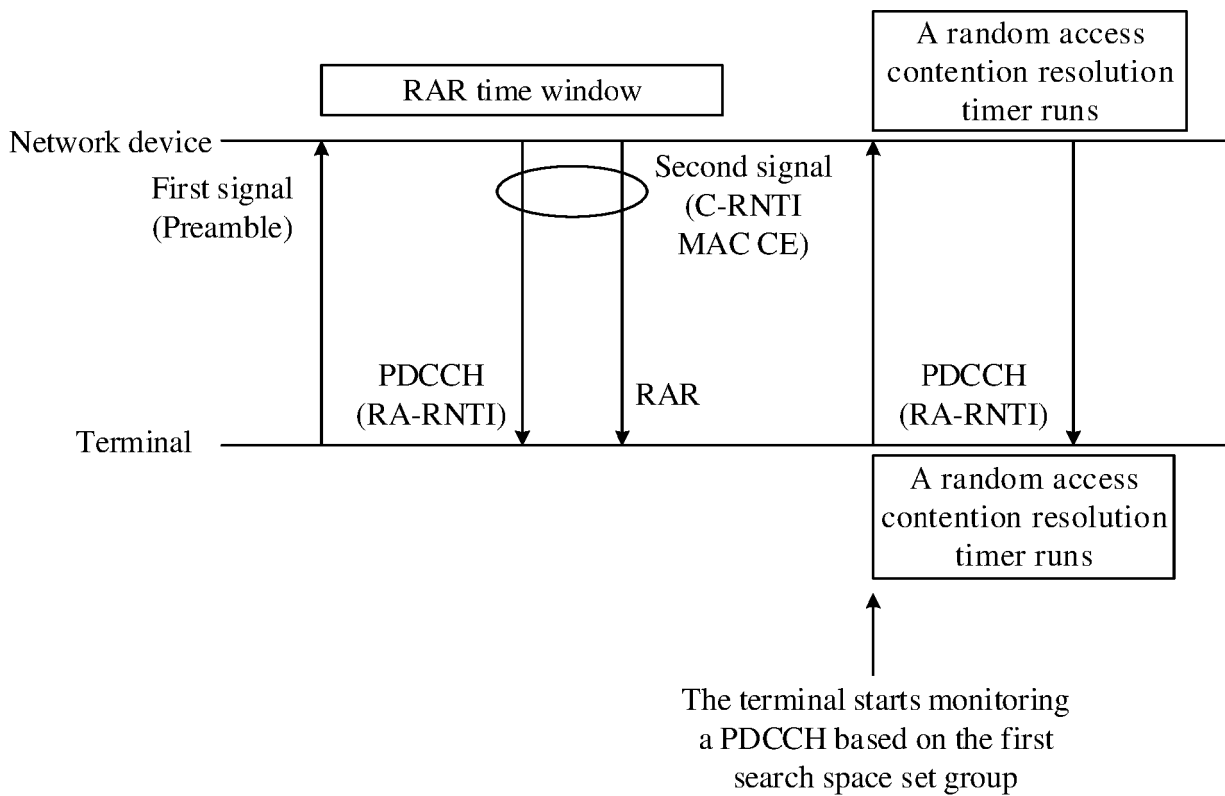 A random access
contention resolution
timer runs
RAR time window
Network device
First signal
(Preamble)
Second signal
(C-RNTI
MAC CE)
PDCCH
(RA-RNTI)
RAR
PDCCH
(RA-RNTI)
Terminal
A random access
contention resolution
timer runs
The terminal starts monitoring
a PDCCH based on the first
search space set group